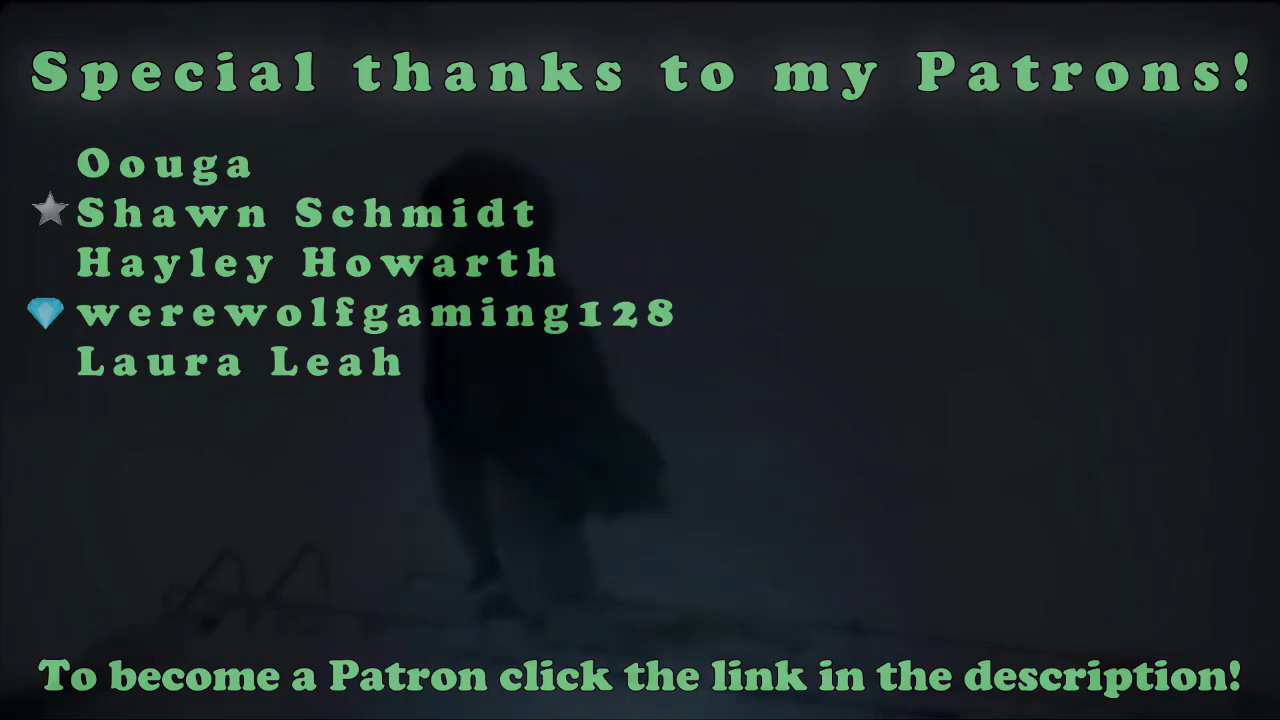 Special thanks to my Patrons!
Oouga
Shawn Schmidt
Hayley Howarth
werewolfgaming128
Laura Leah
To become a Patron click the link in the description!